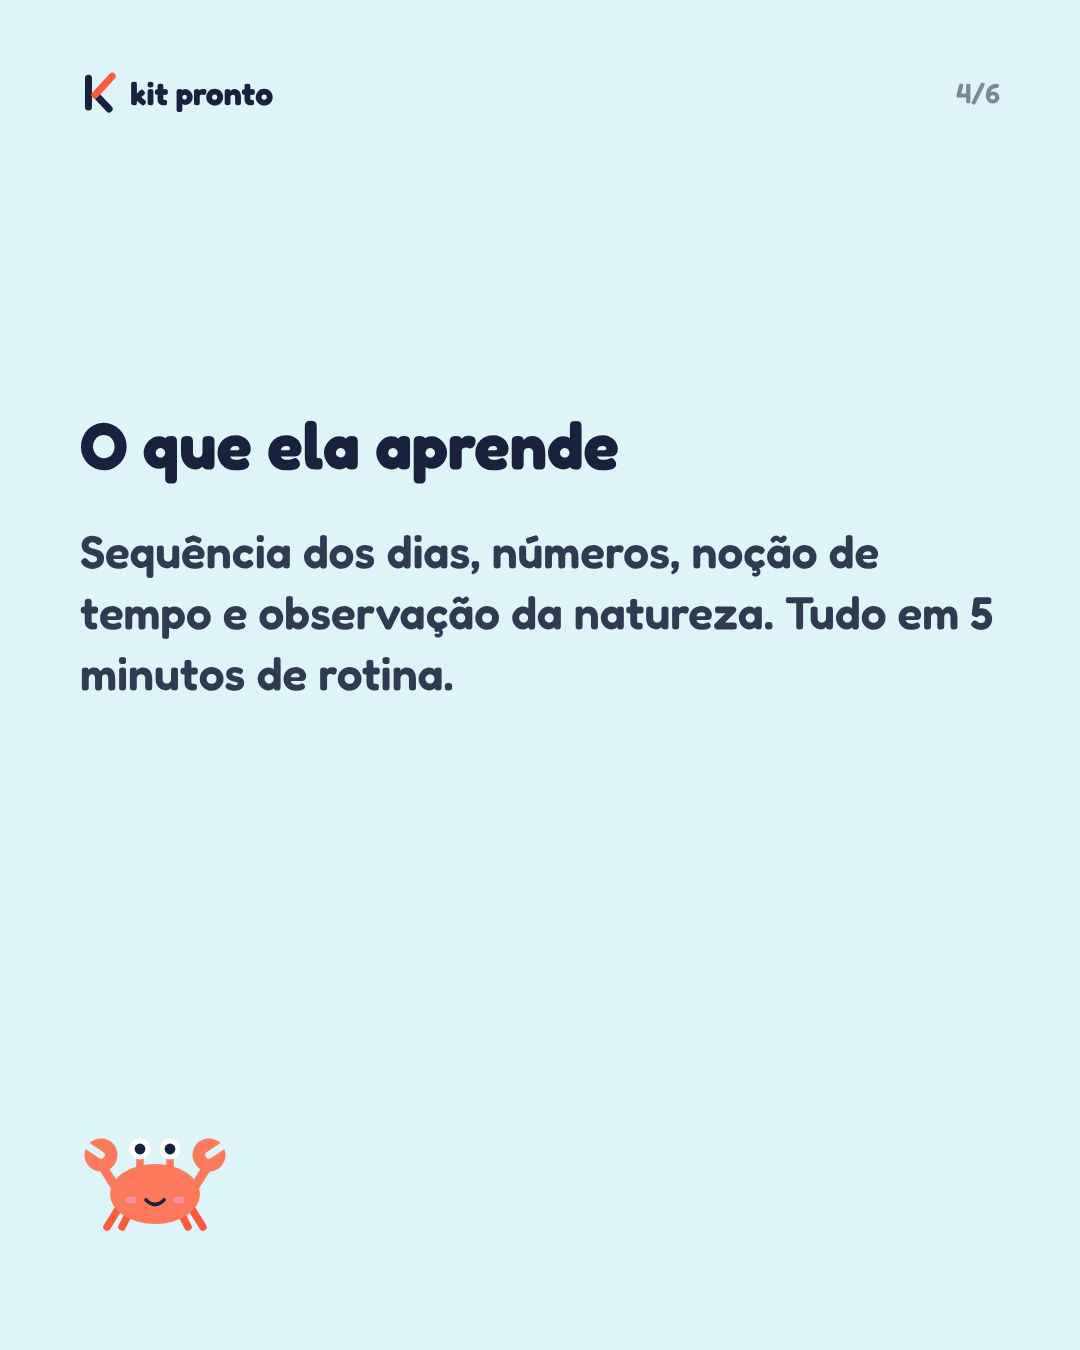 kit pronto
4/6
O que ela aprende
Sequência dos dias, números, noção de
tempo e observação da natureza. Tudo em 5
minutos de rotina.